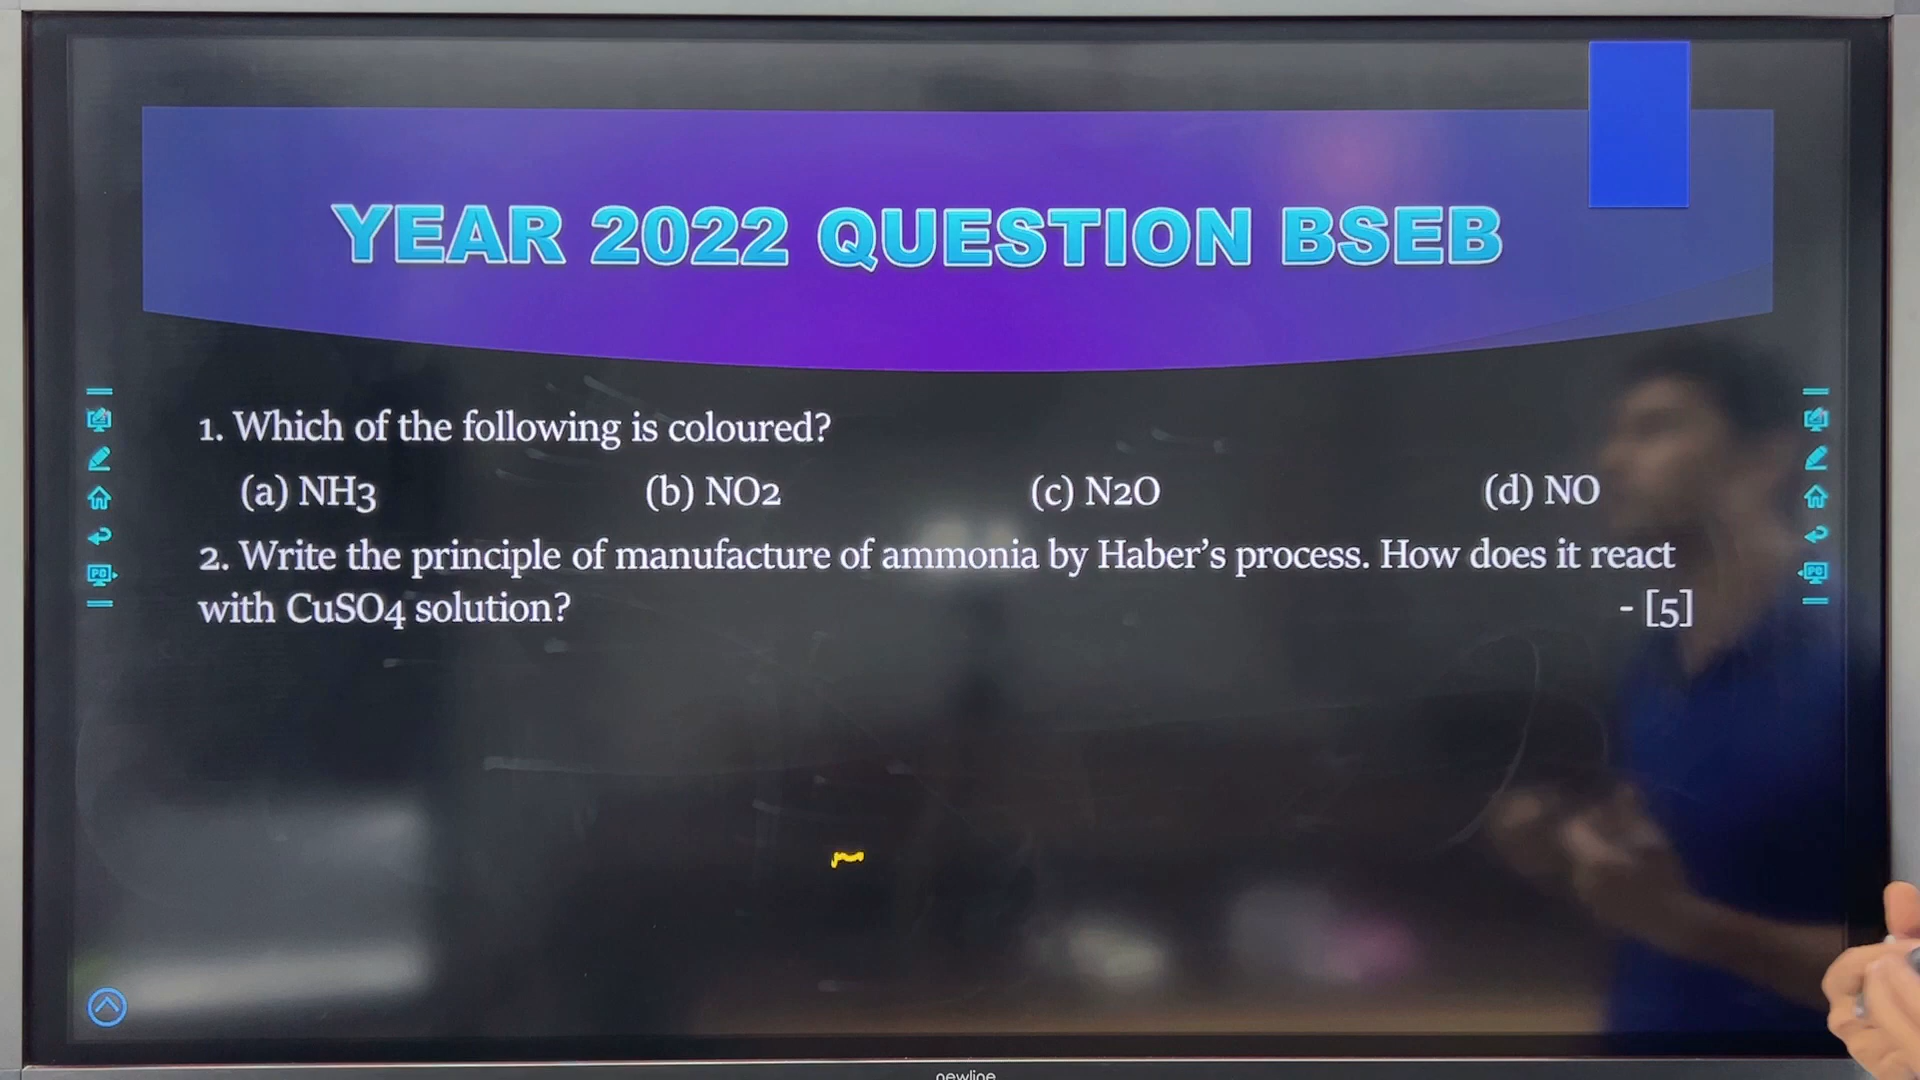 YEAR 2022 QUESTION BSEB
1. Which of the following is coloured?
(a) NH3 (b) NO2 (c) N2O (d) NO
2. Write the principle of manufacture of ammonia by Haber’s process. How does it react
with CuSO4 solution? - [5]
newline